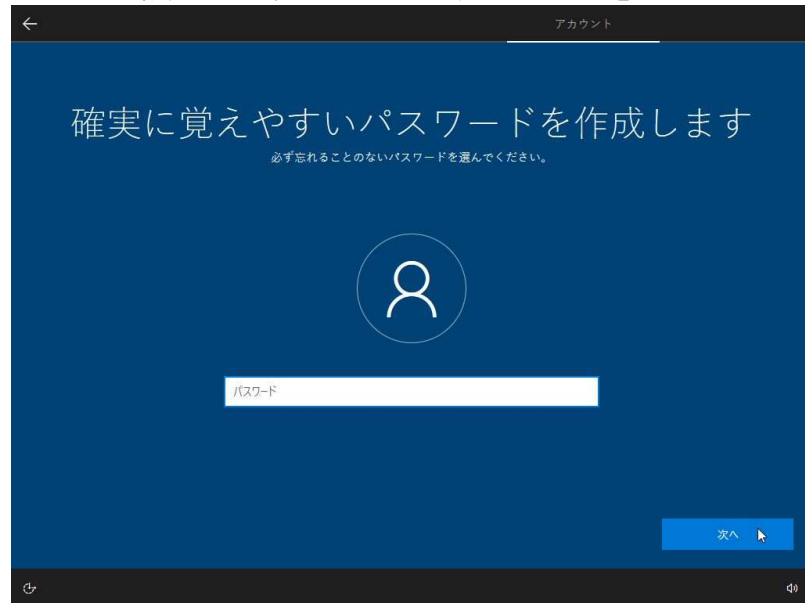 アカウント
確実に覚えやすいパスワードを作成します
必ず忘れることのないパスワードを選んでください。
パスワード
次へ